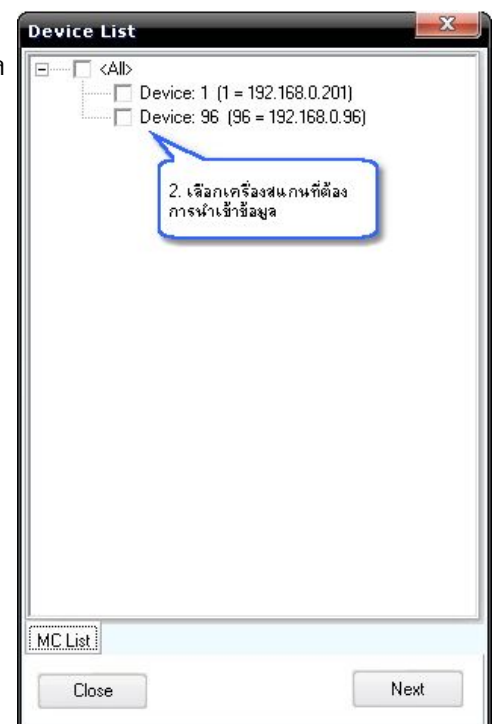 Device List
<All>
Device: 1 (1 = 192.168.0.201)
Device: 96 (96 = 192.168.0.96)
2. เลือกเครื่องสแกนที่ต้อง
การนำเข้าข้อมูล
MC List
Close
Next